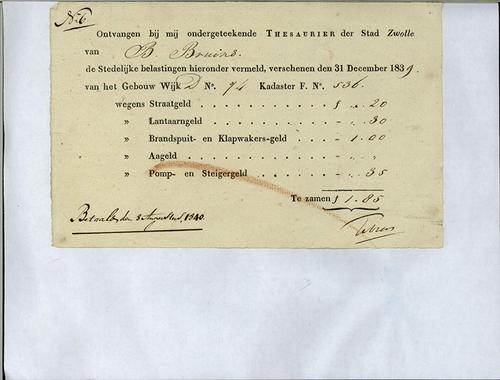 No. 6
Ontvangen bij mij ondergeteekende THESAURIER der Stad Zwolle
van B Bruins.
de Stedelijke belastingen hieronder vermeld, verschenen den 31 December 1839
van het Gebouw Wijk D No. 74 Kadaster F. No. 536.
wegens Straatgeld . . . . . . . . . . . ƒ „ . 20
» Lantaarngeld . . . . . . . . . - „ . 30
» Brandspuit- en Klapwakers-geld . . . . - 1 . 00
» Aageld . . . . . . . . . . . - „ . „
» Pomp- en Steigergeld . . . . . . . - „ . 35
Te zamen ƒ 1.85
Betaald, den 3 Augustus, 1840.